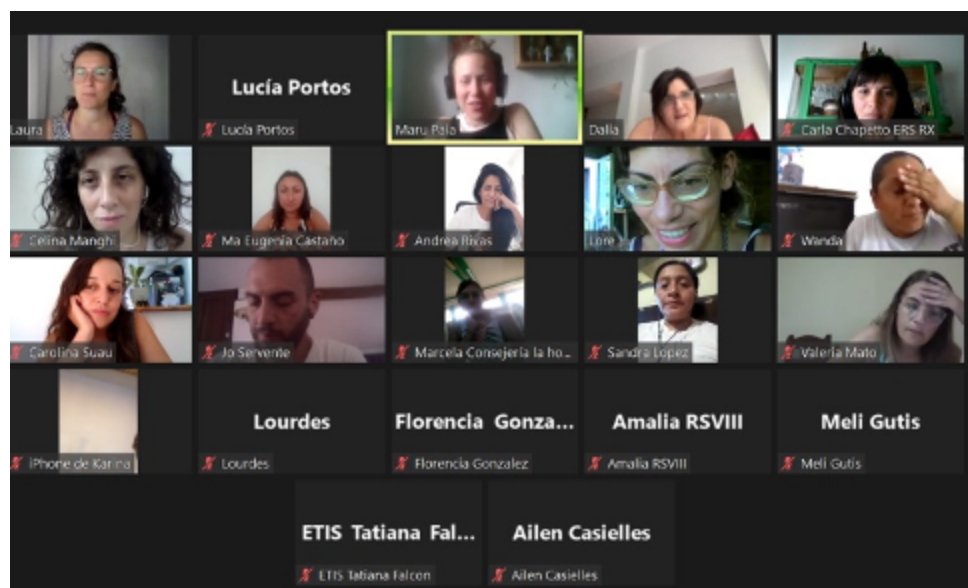 Laura
Lucía Portos
Lucía Portos
Maru Paia
Dalia
Carla Chapetto ERS RX
Celina Manghi
Ma Eugenia Castaño
Andrea Rivas
Lore
Wanda
Carolina Suau
Jo Servente
Marcela Consejería la ho...
Sandra Lopez
Valeria Mato
iPhone de Karina
Lourdes
Lourdes
Florencia Gonza...
Florencia Gonzalez
Amalia RSVIII
Amalia RSVIII
Meli Gutis
Meli Gutis
ETIS Tatiana Fal...
ETIS Tatiana Falcon
Ailen Casielles
Ailen Casielles